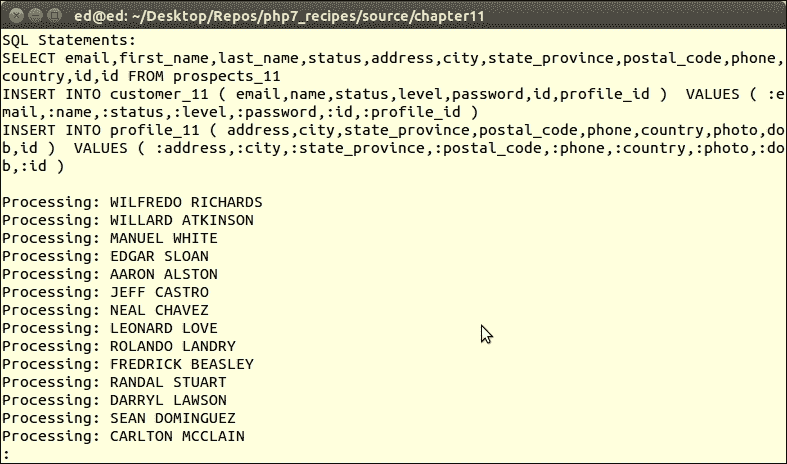 ed@ed: ~/Desktop/Repos/php7_recipes/source/chapter11
SQL Statements:
SELECT email,first_name,last_name,status,address,city,state_province,postal_code,phone,
country,id,id FROM prospects_11
INSERT INTO customer_11 ( email,name,status,level,password,id,profile_id )  VALUES ( :e
mail,:name,:status,:level,:password,:id,:profile_id )
INSERT INTO profile_11 ( address,city,state_province,postal_code,phone,country,photo,do
b,id )  VALUES ( :address,:city,:state_province,:postal_code,:phone,:country,:photo,:do
b,:id )
Processing: WILFREDO RICHARDS
Processing: WILLARD ATKINSON
Processing: MANUEL WHITE
Processing: EDGAR SLOAN
Processing: AARON ALSTON
Processing: JEFF CASTRO
Processing: NEAL CHAVEZ
Processing: LEONARD LOVE
Processing: ROLANDO LANDRY
Processing: FREDRICK BEASLEY
Processing: RANDAL STUART
Processing: DARRYL LAWSON
Processing: SEAN DOMINGUEZ
Processing: CARLTON MCCLAIN
: